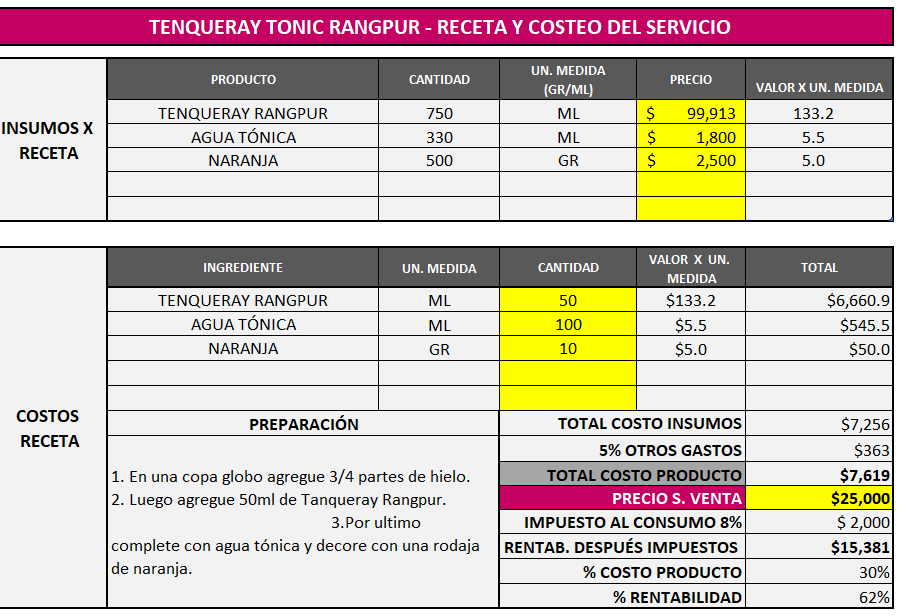 TENQUERAY TONIC RANGPUR - RECETA Y COSTEO DEL SERVICIO
INSUMOS X RECETA
PRODUCTO CANTIDAD UN. MEDIDA (GR/ML) PRECIO VALOR X UN. MEDIDA
TENQUERAY RANGPUR 750 ML $ 99,913 133.2
AGUA TÓNICA 330 ML $ 1,800 5.5
NARANJA 500 GR $ 2,500 5.0
COSTOS RECETA
INGREDIENTE UN. MEDIDA CANTIDAD VALOR X UN. MEDIDA TOTAL
TENQUERAY RANGPUR ML 50 $133.2 $6,660.9
AGUA TÓNICA ML 100 $5.5 $545.5
NARANJA GR 10 $5.0 $50.0
PREPARACIÓN
1. En una copa globo agregue 3/4 partes de hielo.
2. Luego agregue 50ml de Tanqueray Rangpur.
3.Por ultimo
complete con agua tónica y decore con una rodaja
de naranja.
TOTAL COSTO INSUMOS $7,256
5% OTROS GASTOS $363
TOTAL COSTO PRODUCTO $7,619
PRECIO S. VENTA $25,000
IMPUESTO AL CONSUMO 8% $ 2,000
RENTAB. DESPUÉS IMPUESTOS $15,381
% COSTO PRODUCTO 30%
% RENTABILIDAD 62%